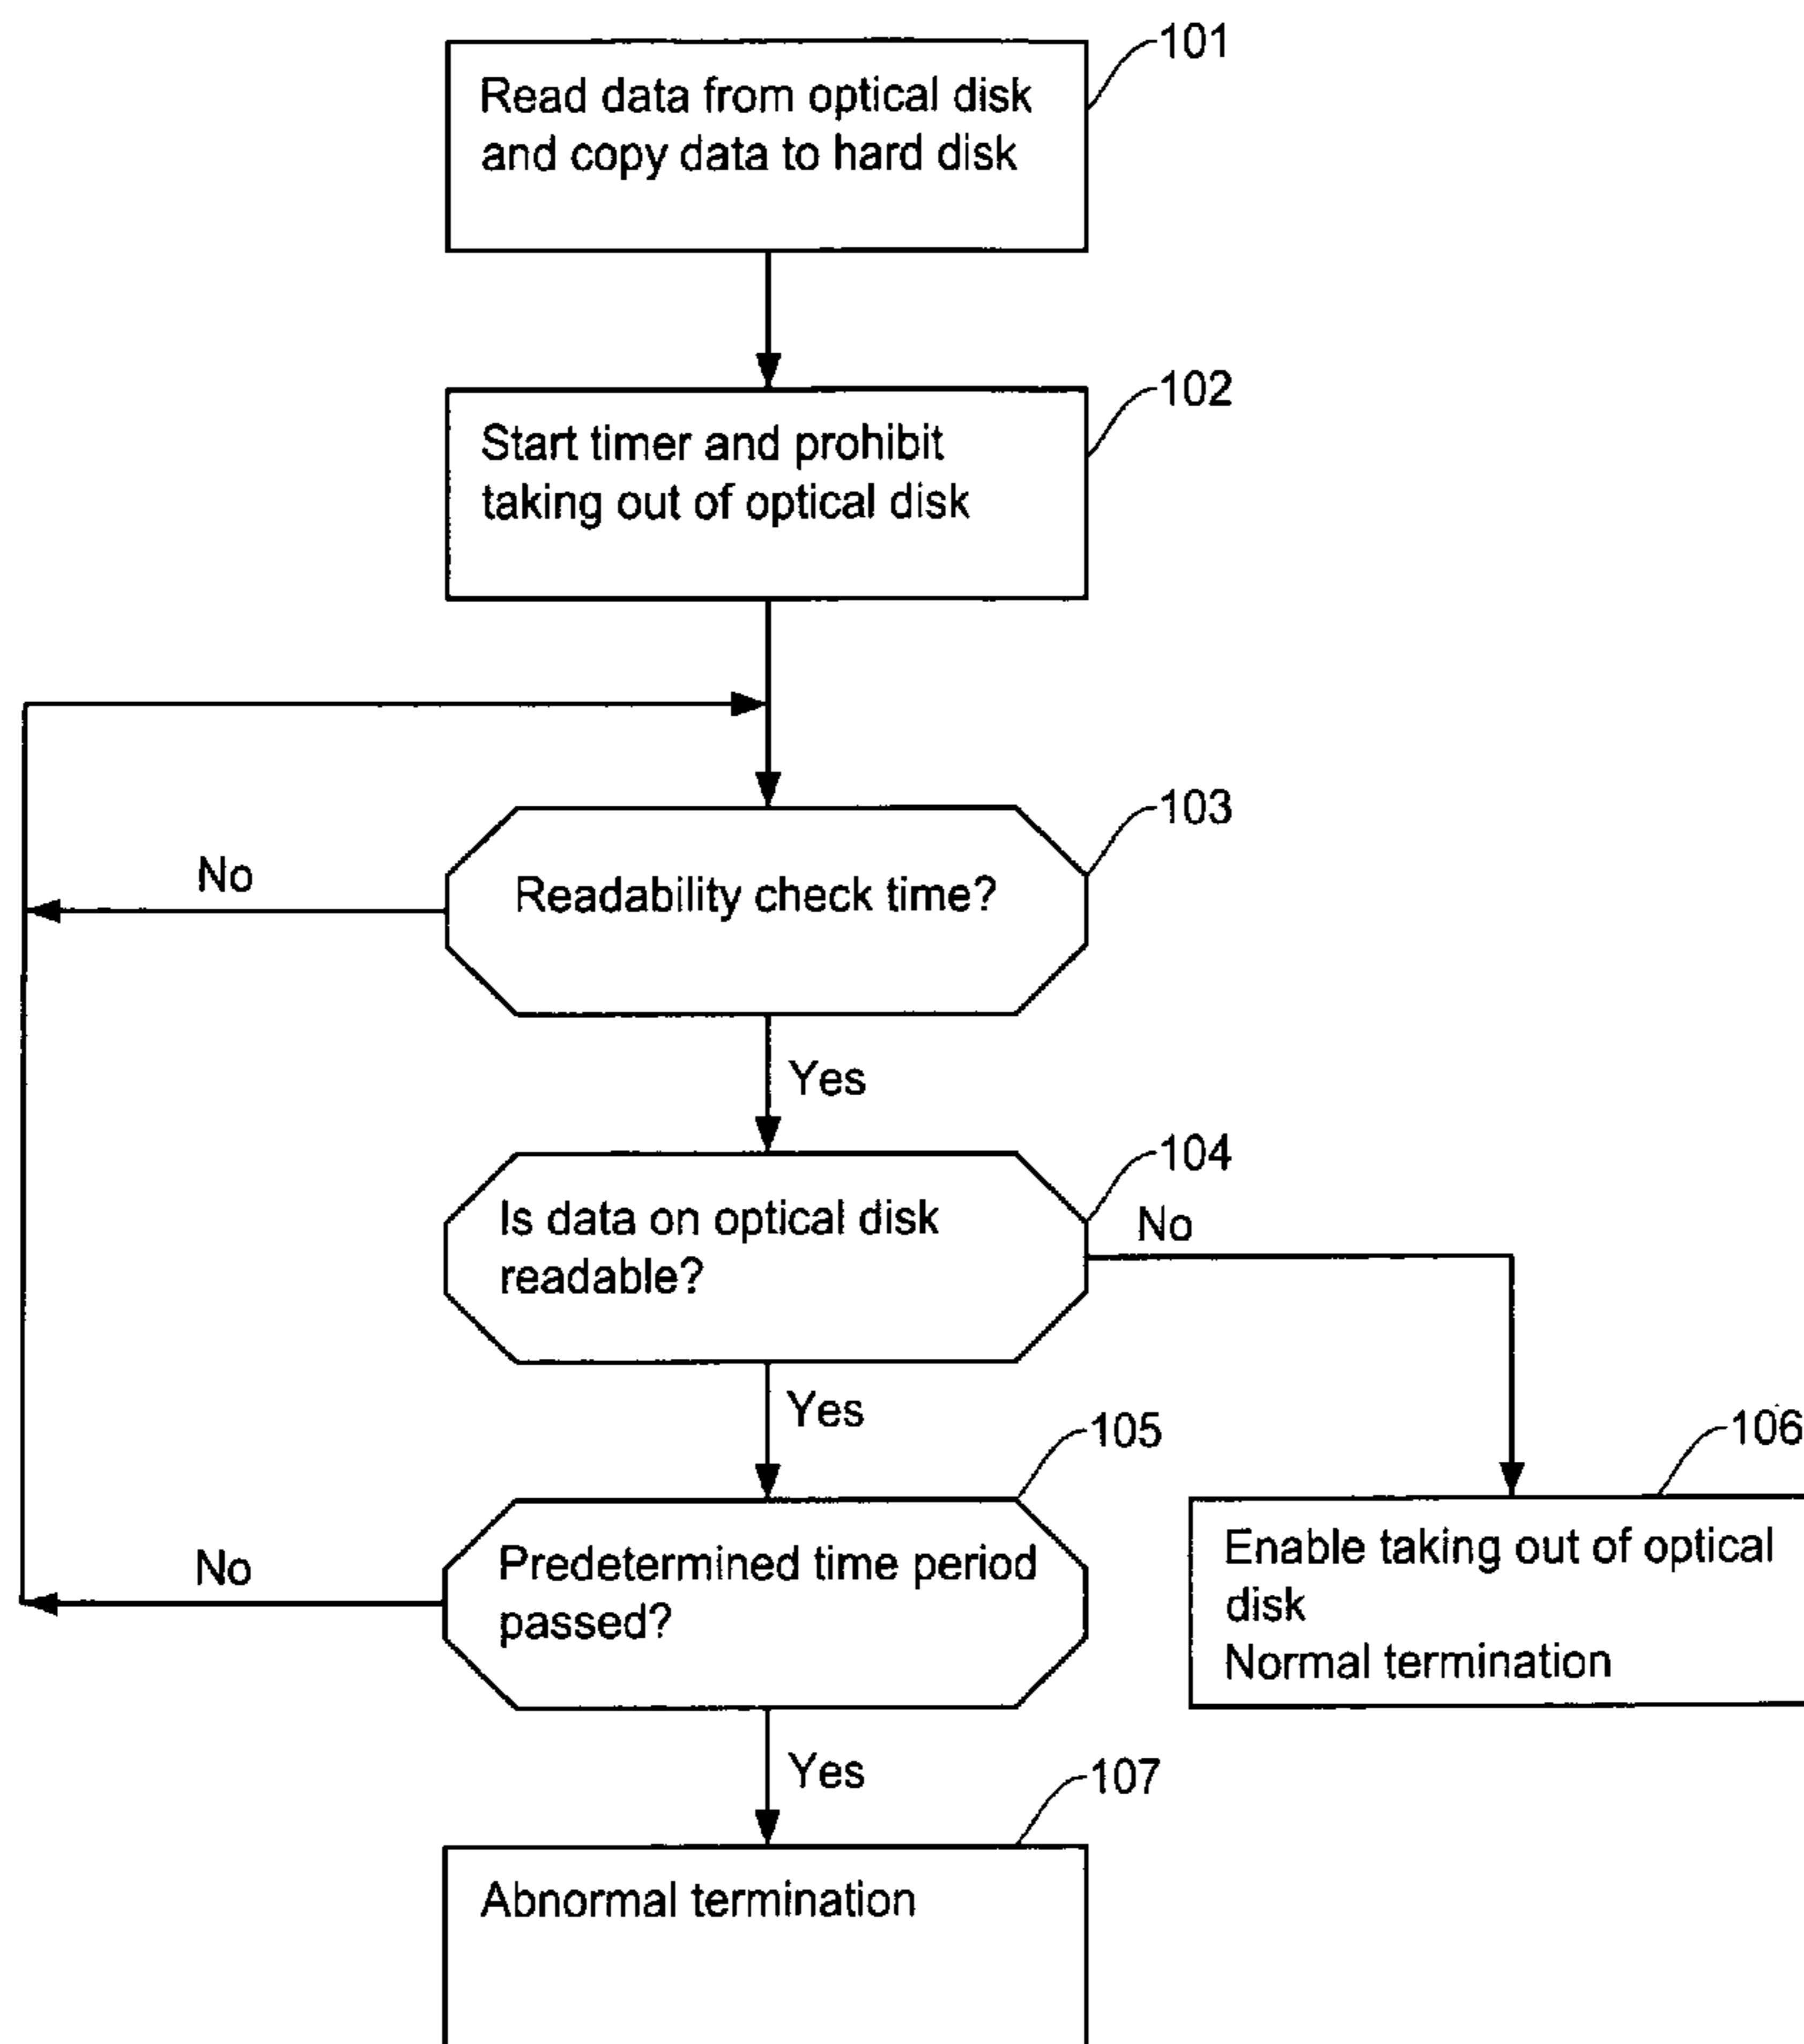 101
Read data from optical disk
and copy data to hard disk
102
Start timer and prohibit
taking out of optical disk
103
No
Readability check time?
Yes
104
Is data on optical disk
readable?
No
Yes
105
106
No
Predetermined time period
passed?
Enable taking out of optical
disk
Normal termination
Yes
107
Abnormal termination